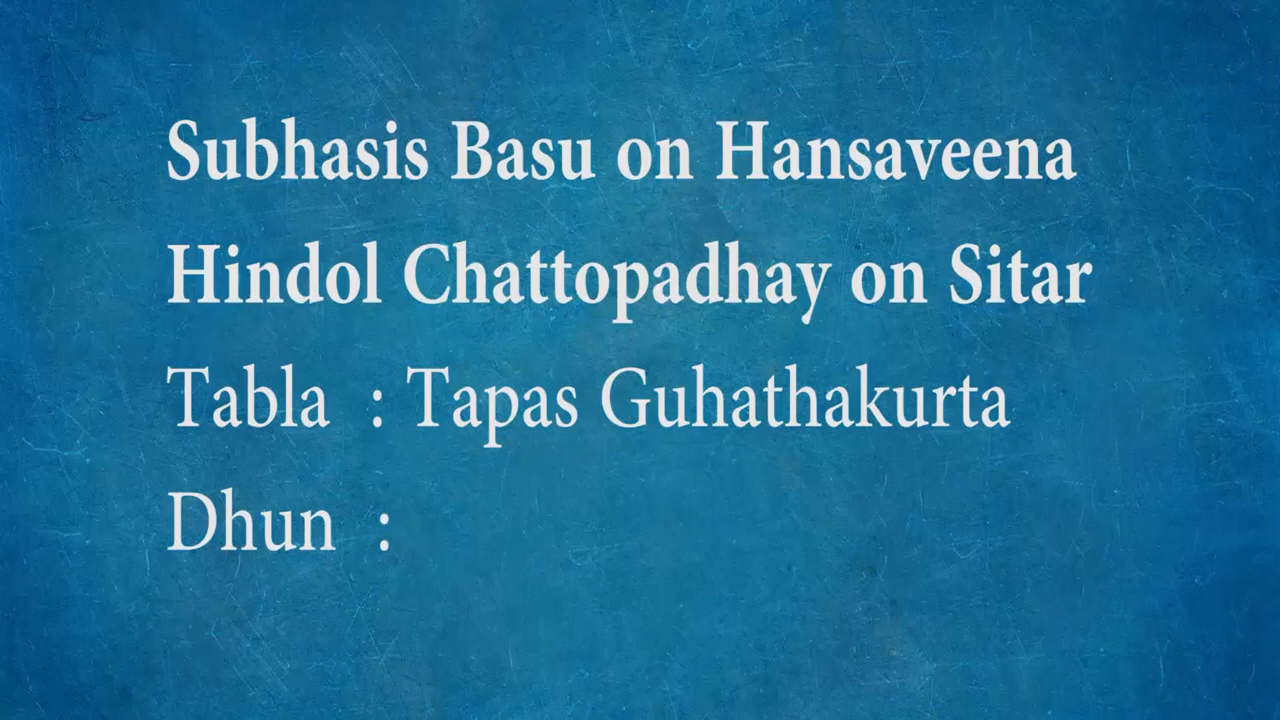 Subhasis Basu on Hansaveena
Hindol Chattopadhay on Sitar
Tabla : Tapas Guhathakurta
Dhun :